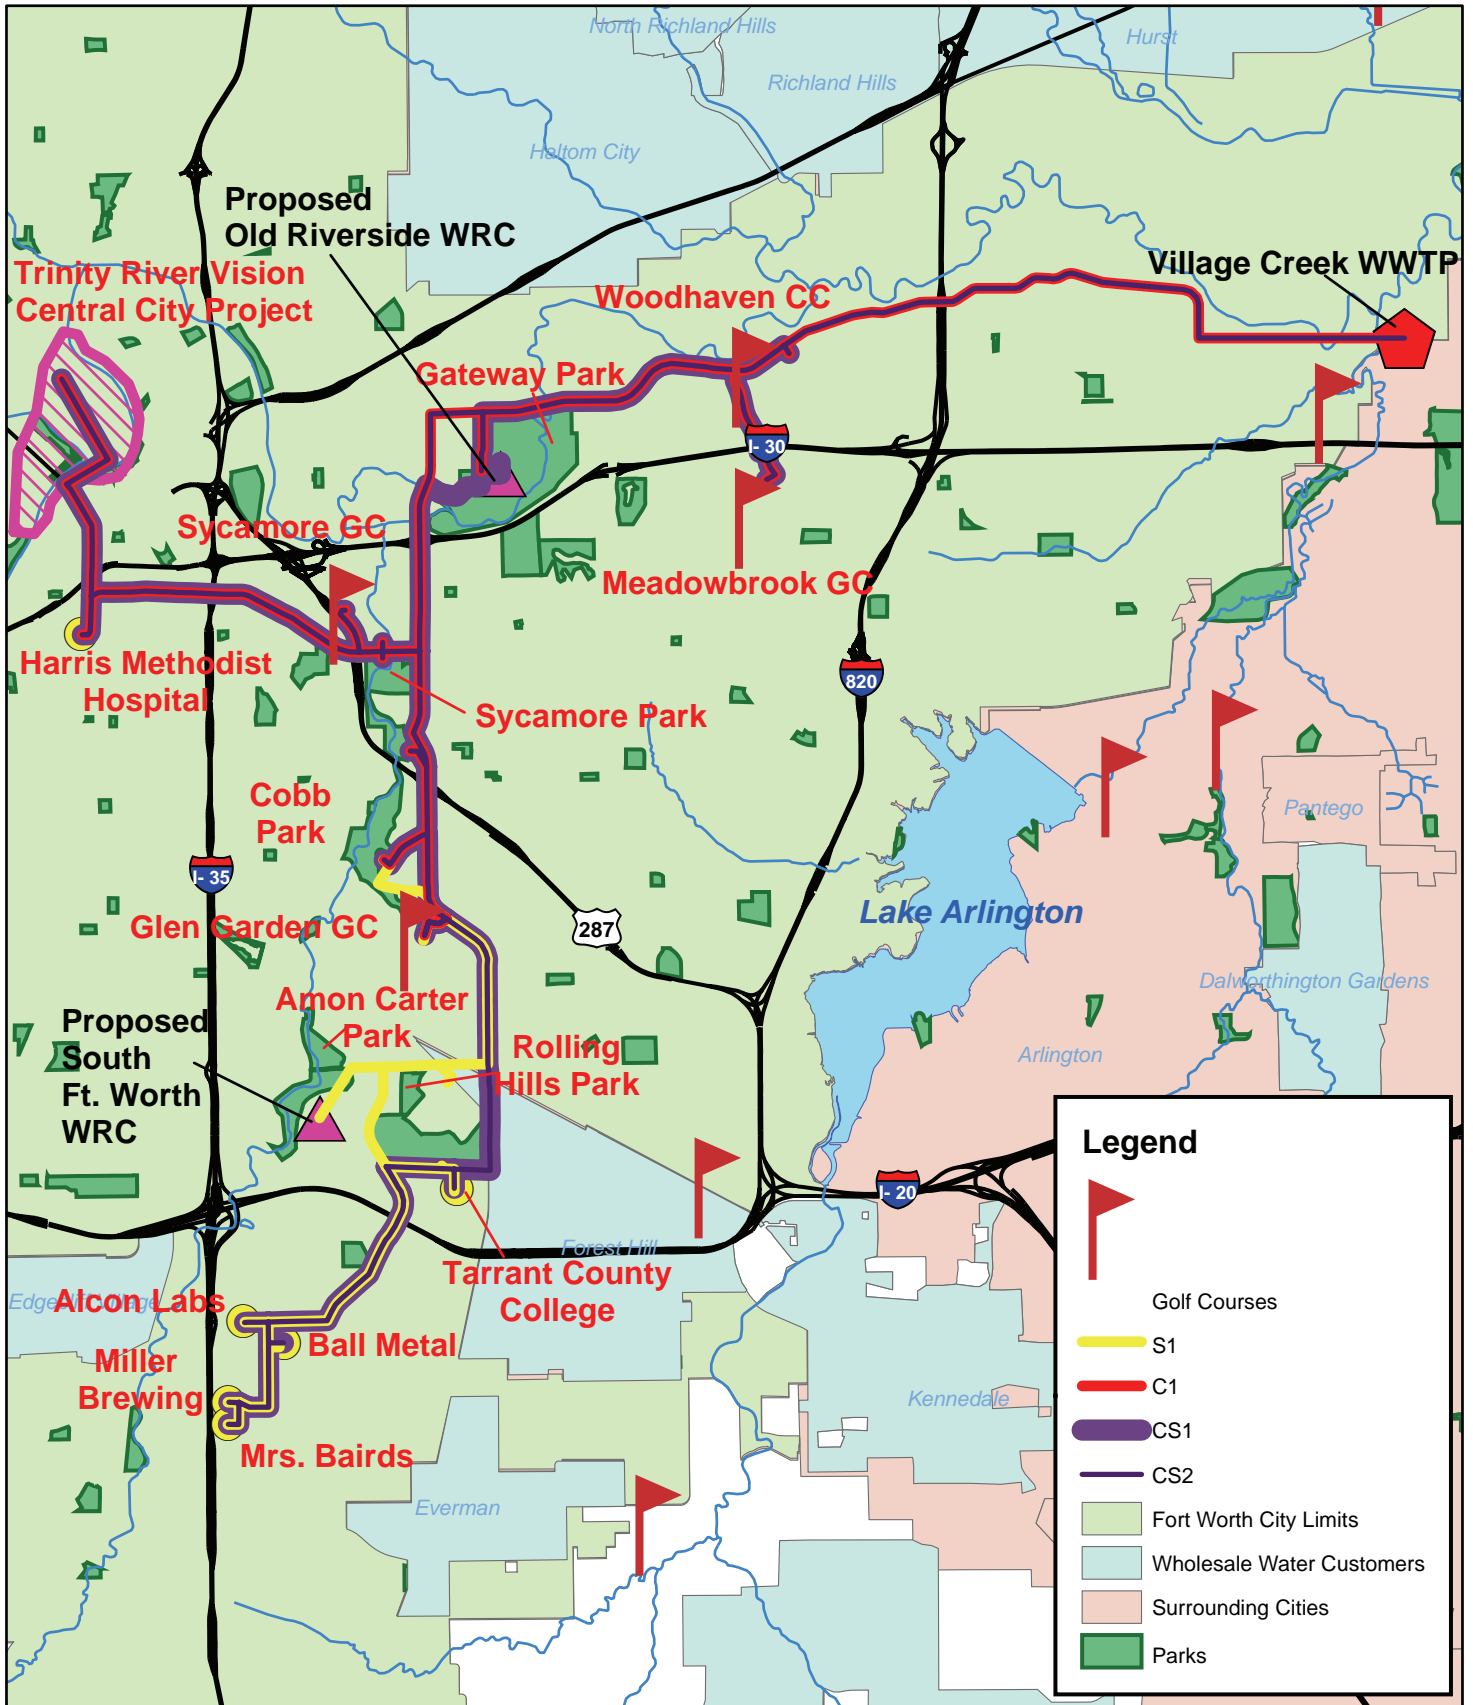 North Richland Hills
Hurst
Richland Hills
Haltom City
Proposed
Old Riverside WRC
Village Creek WWTP
Trinity River Vision
Central City Project
Woodhaven CC
Gateway Park
I- 30
Sycamore GC
Meadowbrook GC
Harris Methodist
Hospital
820
Sycamore Park
Cobb
Park
Pantego
I- 35
Glen Garden GC
287
Lake Arlington
Dalworthington Gardens
Amon Carter
Park
Proposed
South
Ft. Worth
WRC
Rolling
Hills Park
Arlington
I- 20
Forest Hill
Tarrant County
College
Edgecliff Village
Alcon Labs
Ball Metal
Miller
Brewing
Kennedale
Mrs. Bairds
Everman
Legend
Golf Courses
S1
C1
CS1
CS2
Fort Worth City Limits
Wholesale Water Customers
Surrounding Cities
Parks